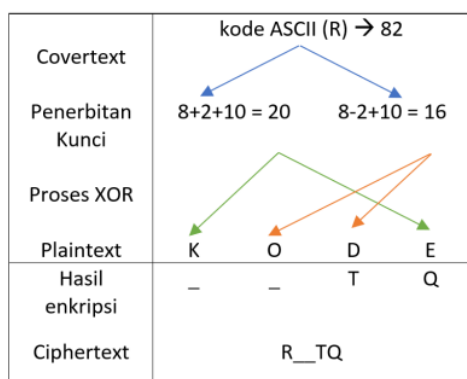 kode ASCII (R) → 82
Covertext
Penerbitan Kunci
8+2+10 = 20 8-2+10 = 16
Proses XOR
Plaintext K O D E
Hasil enkripsi
_ _ T Q
Ciphertext R__TQ